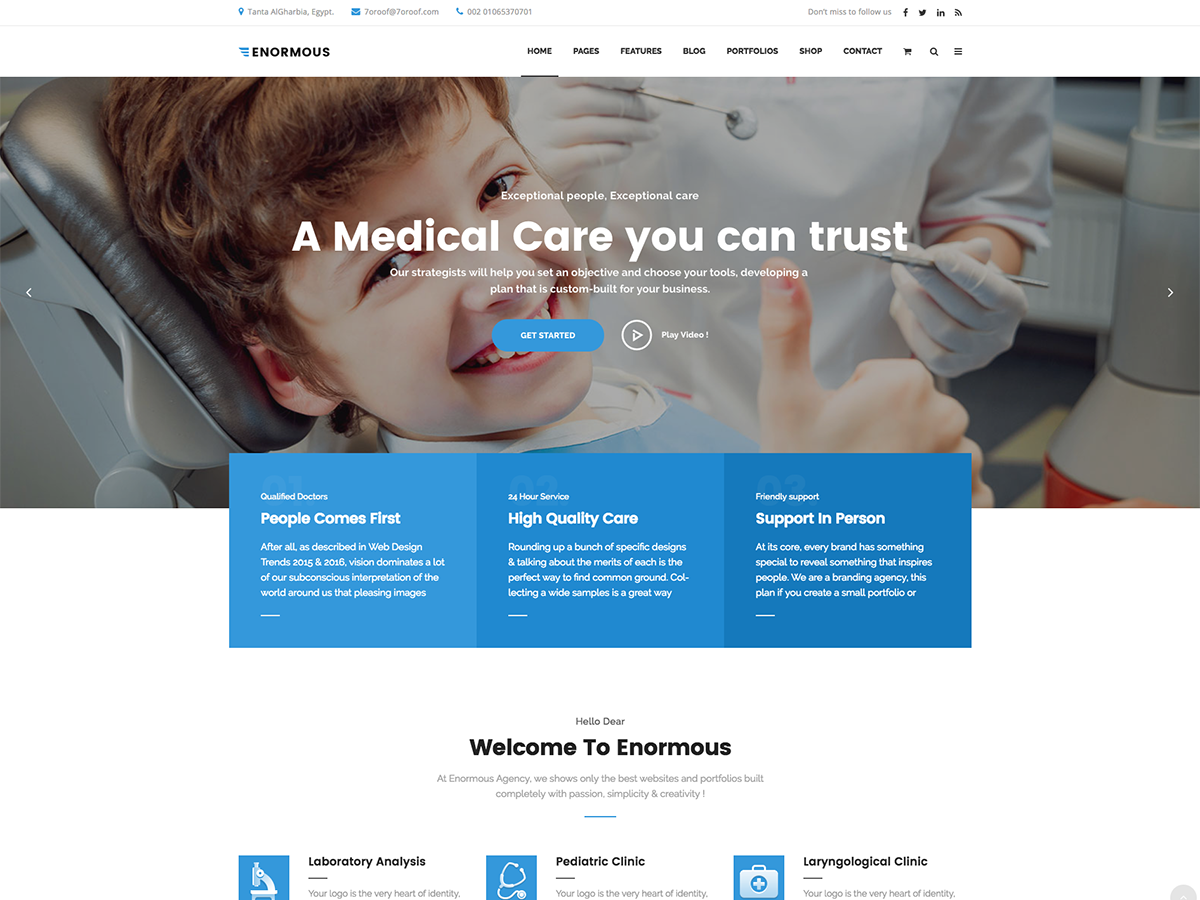 Tanta AlGharbia, Egypt. 7oroof@7oroof.com 002 01065370701 Don't miss to follow us
ENORMOUS HOME PAGES FEATURES BLOG PORTFOLIOS SHOP CONTACT
Exceptional people, Exceptional care
A Medical Care you can trust
Our strategists will help you set an objective and choose your tools, developing a
plan that is custom-built for your business.
GET STARTED Play Video !
01
Qualified Doctors
People Comes First
After all, as described in Web Design
Trends 2015 & 2016, vision dominates a lot
of our subconscious interpretation of the
world around us that pleasing images
02
24 Hour Service
High Quality Care
Rounding up a bunch of specific designs
& talking about the merits of each is the
perfect way to find common ground. Col-
lecting a wide samples is a great way
03
Friendly support
Support In Person
At its core, every brand has something
special to reveal something that inspires
people. We are a branding agency, this
plan if you create a small portfolio or
Hello Dear
Welcome To Enormous
At Enormous Agency, we shows only the best websites and portfolios built
completely with passion, simplicity & creativity !
Laboratory Analysis
Your logo is the very heart of identity,
Pediatric Clinic
Your logo is the very heart of identity,
Laryngological Clinic
Your logo is the very heart of identity,